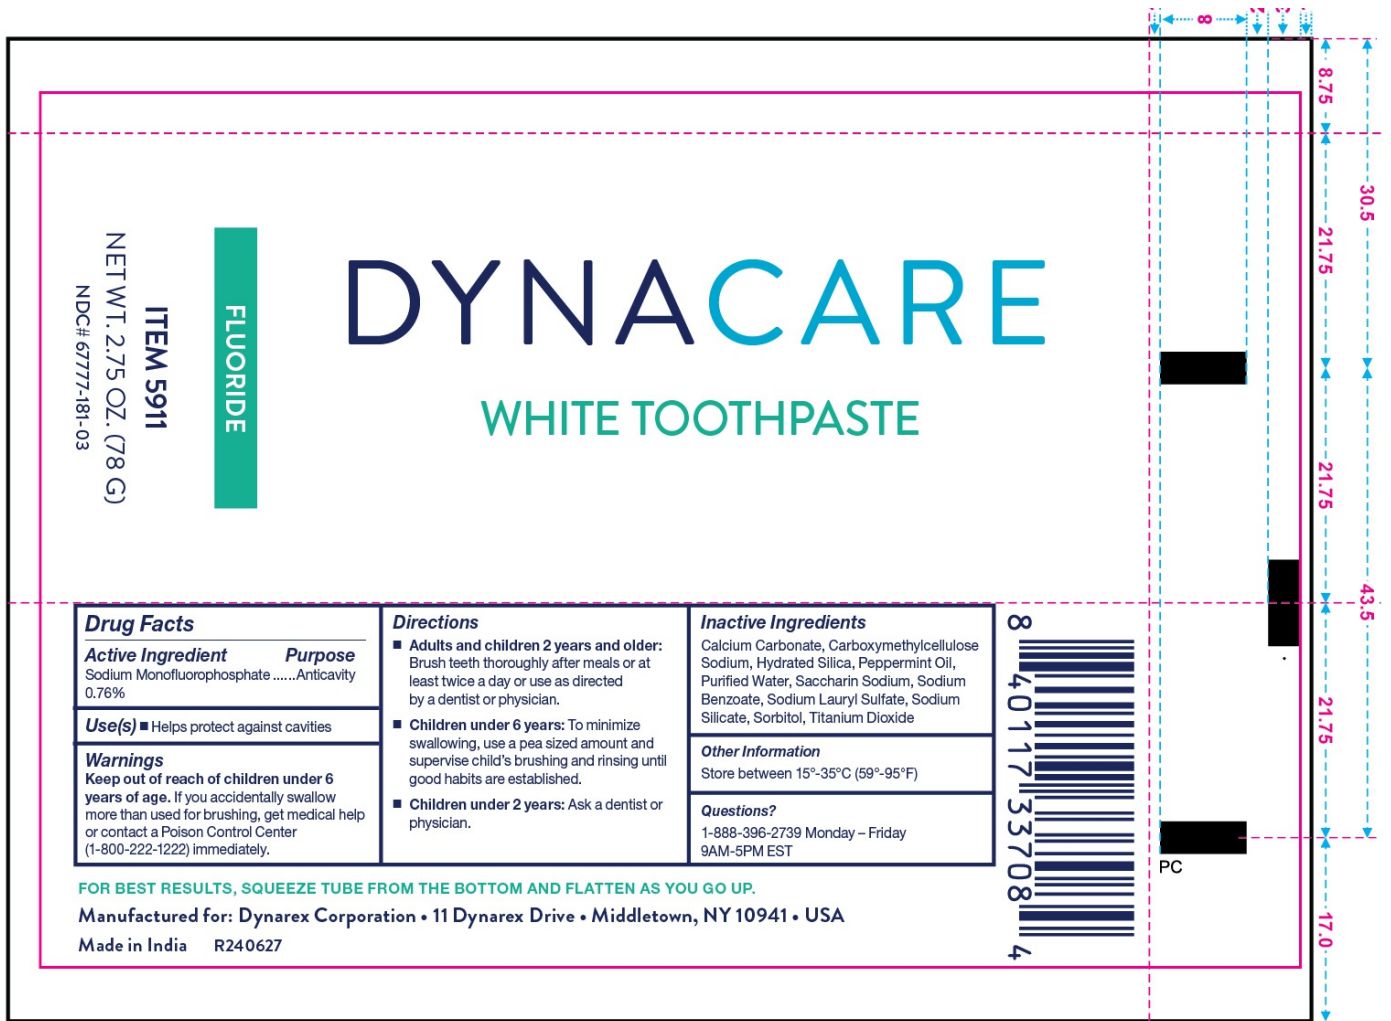 DYNACARE
WHITE TOOTHPASTE
FLUORIDE
ITEM 5911
NET WT. 2.75 OZ. (78 G)
NDC# 67777-181-03
Drug Facts
Active Ingredient Purpose
Sodium Monofluorophosphate ......Anticavity
0.76%
Use(s) ■ Helps protect against cavities
Warnings
Keep out of reach of children under 6
years of age. If you accidentally swallow
more than used for brushing, get medical help
or contact a Poison Control Center
(1-800-222-1222) immediately.
Directions
■ Adults and children 2 years and older:
Brush teeth thoroughly after meals or at
least twice a day or use as directed
by a dentist or physician.
■ Children under 6 years: To minimize
swallowing, use a pea sized amount and
supervise child's brushing and rinsing until
good habits are established.
■ Children under 2 years: Ask a dentist or
physician.
Inactive Ingredients
Calcium Carbonate, Carboxymethylcellulose
Sodium, Hydrated Silica, Peppermint Oil,
Purified Water, Saccharin Sodium, Sodium
Benzoate, Sodium Lauryl Sulfate, Sodium
Silicate, Sorbitol, Titanium Dioxide
Other Information
Store between 15°-35°C (59°-95°F)
Questions?
1-888-396-2739 Monday – Friday
9AM-5PM EST
8 40117 33708 4
FOR BEST RESULTS, SQUEEZE TUBE FROM THE BOTTOM AND FLATTEN AS YOU GO UP.
Manufactured for: Dynarex Corporation • 11 Dynarex Drive • Middletown, NY 10941 • USA
Made in India R240627
PC
8
8.75
30.5
21.75
21.75
43.5
21.75
17.0